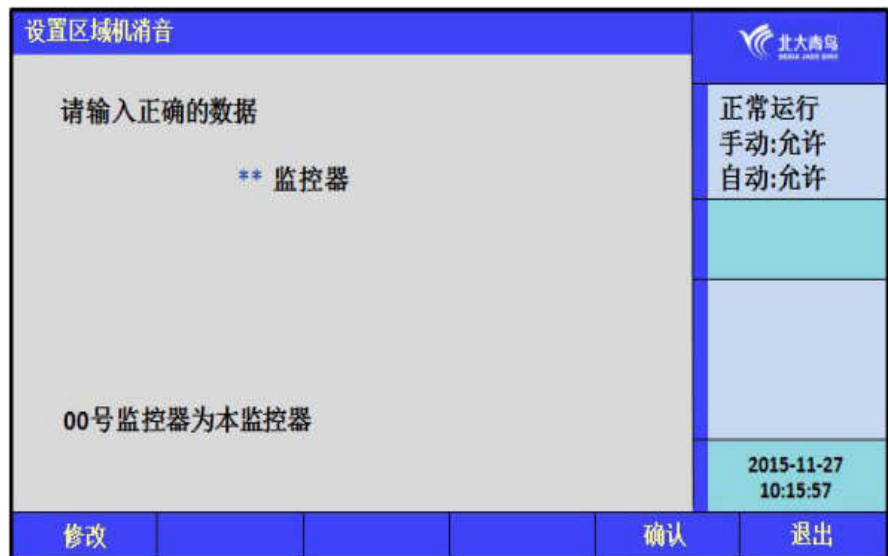 设置区域机消音
北大青鸟
BEIDA JADE BIRD
请输入正确的数据
** 监控器
00号监控器为本监控器
正常运行
手动:允许
自动:允许
2015-11-27
10:15:57
修改
确认
退出